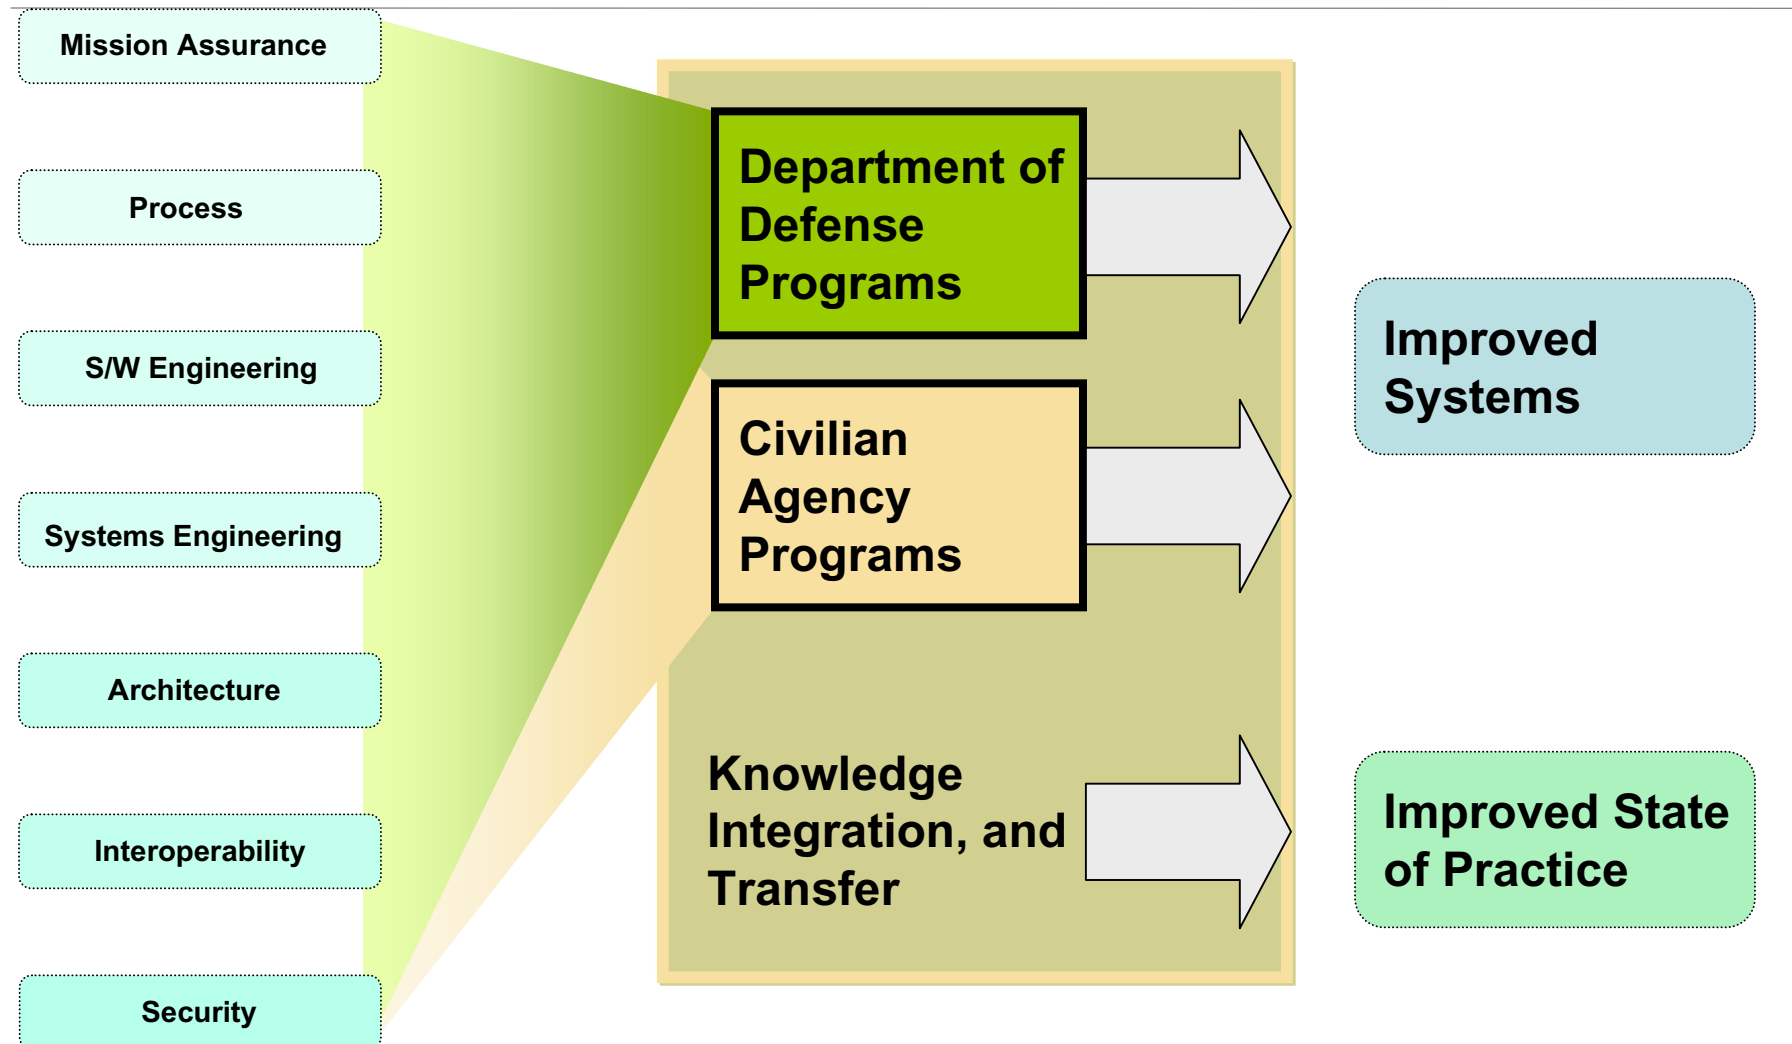 Mission Assurance
Process
S/W Engineering
Systems Engineering
Architecture
Interoperability
Security
Department of
Defense
Programs
Civilian
Agency
Programs
Knowledge
Integration, and
Transfer
Improved
Systems
Improved State
of Practice